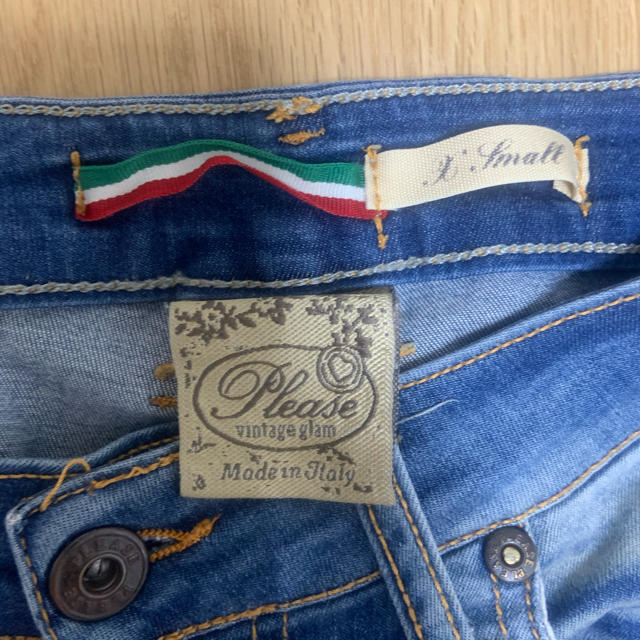 X' Small
Please
vintage glam
Made in Italy